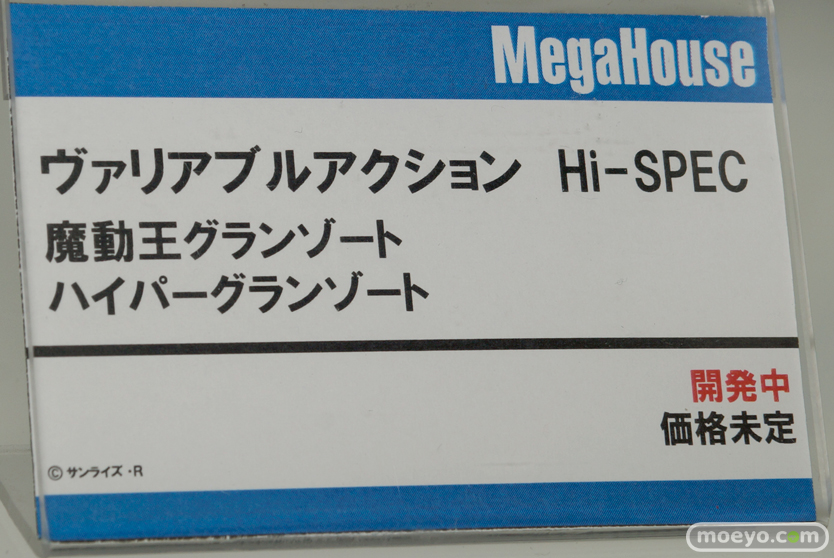 MegaHouse
ヴァリアブルアクション Hi-SPEC
魔動王グランゾート
ハイパーグランゾート
開発中
価格未定
© サンライズ・R
moeyo.com